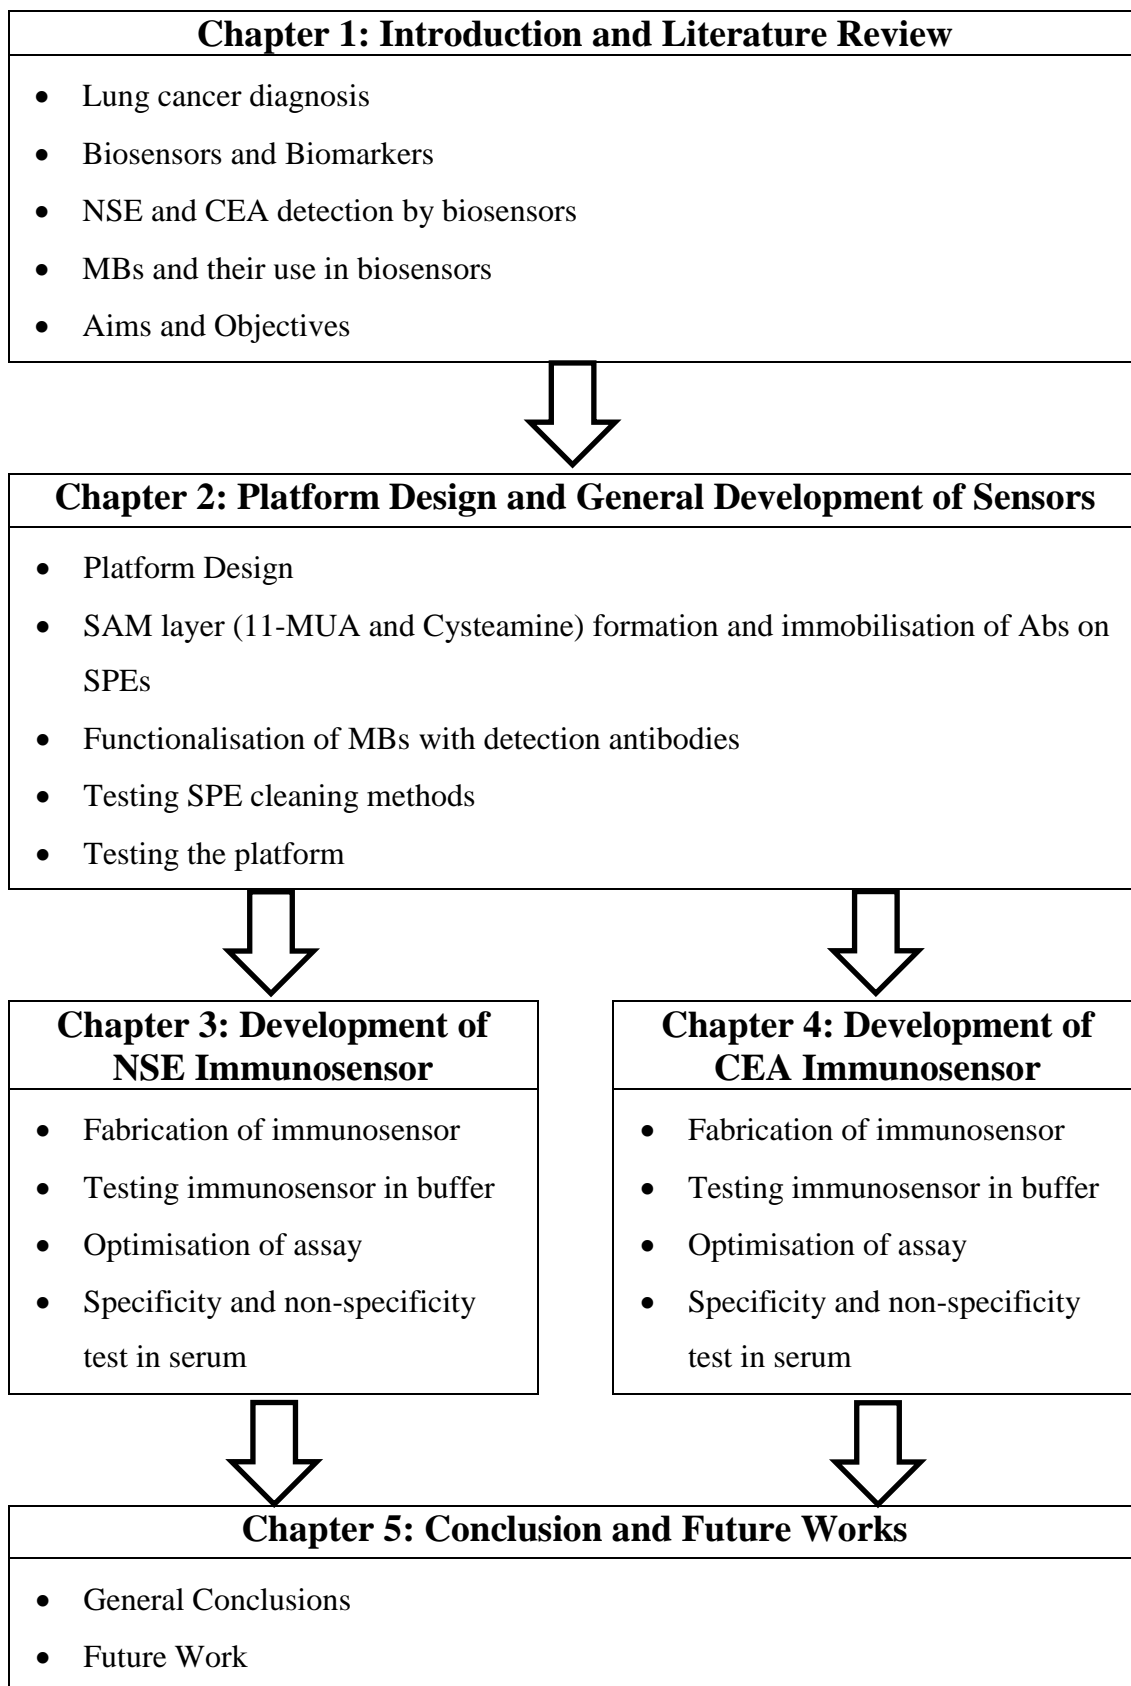 Chapter 1: Introduction and Literature Review
• Lung cancer diagnosis
• Biosensors and Biomarkers
• NSE and CEA detection by biosensors
• MBs and their use in biosensors
• Aims and Objectives
Chapter 2: Platform Design and General Development of Sensors
• Platform Design
• SAM layer (11-MUA and Cysteamine) formation and immobilisation of Abs on
SPEs
• Functionalisation of MBs with detection antibodies
• Testing SPE cleaning methods
• Testing the platform
Chapter 3: Development of
NSE Immunosensor
• Fabrication of immunosensor
• Testing immunosensor in buffer
• Optimisation of assay
• Specificity and non-specificity
test in serum
Chapter 4: Development of
CEA Immunosensor
• Fabrication of immunosensor
• Testing immunosensor in buffer
• Optimisation of assay
• Specificity and non-specificity
test in serum
Chapter 5: Conclusion and Future Works
• General Conclusions
• Future Work